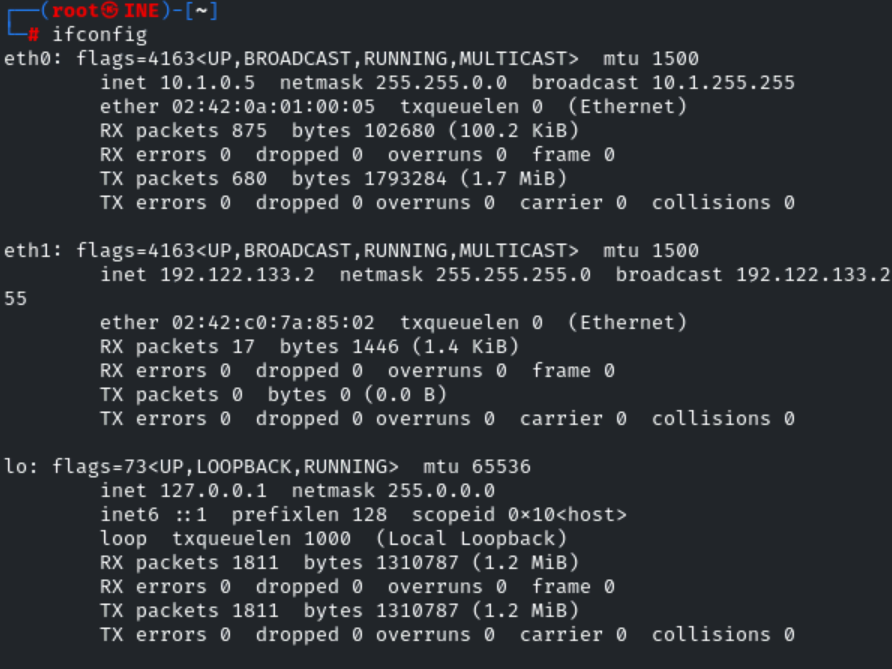 ┌──(root㉿INE)-[~]
└─# ifconfig
eth0: flags=4163<UP,BROADCAST,RUNNING,MULTICAST>  mtu 1500
        inet 10.1.0.5  netmask 255.255.0.0  broadcast 10.1.255.255
        ether 02:42:0a:01:00:05  txqueuelen 0  (Ethernet)
        RX packets 875  bytes 102680 (100.2 KiB)
        RX errors 0  dropped 0  overruns 0  frame 0
        TX packets 680  bytes 1793284 (1.7 MiB)
        TX errors 0  dropped 0 overruns 0  carrier 0  collisions 0

eth1: flags=4163<UP,BROADCAST,RUNNING,MULTICAST>  mtu 1500
        inet 192.122.133.2  netmask 255.255.255.0  broadcast 192.122.133.2
55
        ether 02:42:c0:7a:85:02  txqueuelen 0  (Ethernet)
        RX packets 17  bytes 1446 (1.4 KiB)
        RX errors 0  dropped 0  overruns 0  frame 0
        TX packets 0  bytes 0 (0.0 B)
        TX errors 0  dropped 0 overruns 0  carrier 0  collisions 0

lo: flags=73<UP,LOOPBACK,RUNNING>  mtu 65536
        inet 127.0.0.1  netmask 255.0.0.0
        inet6 ::1  prefixlen 128  scopeid 0×10<host>
        loop  txqueuelen 1000  (Local Loopback)
        RX packets 1811  bytes 1310787 (1.2 MiB)
        RX errors 0  dropped 0  overruns 0  frame 0
        TX packets 1811  bytes 1310787 (1.2 MiB)
        TX errors 0  dropped 0 overruns 0  carrier 0  collisions 0